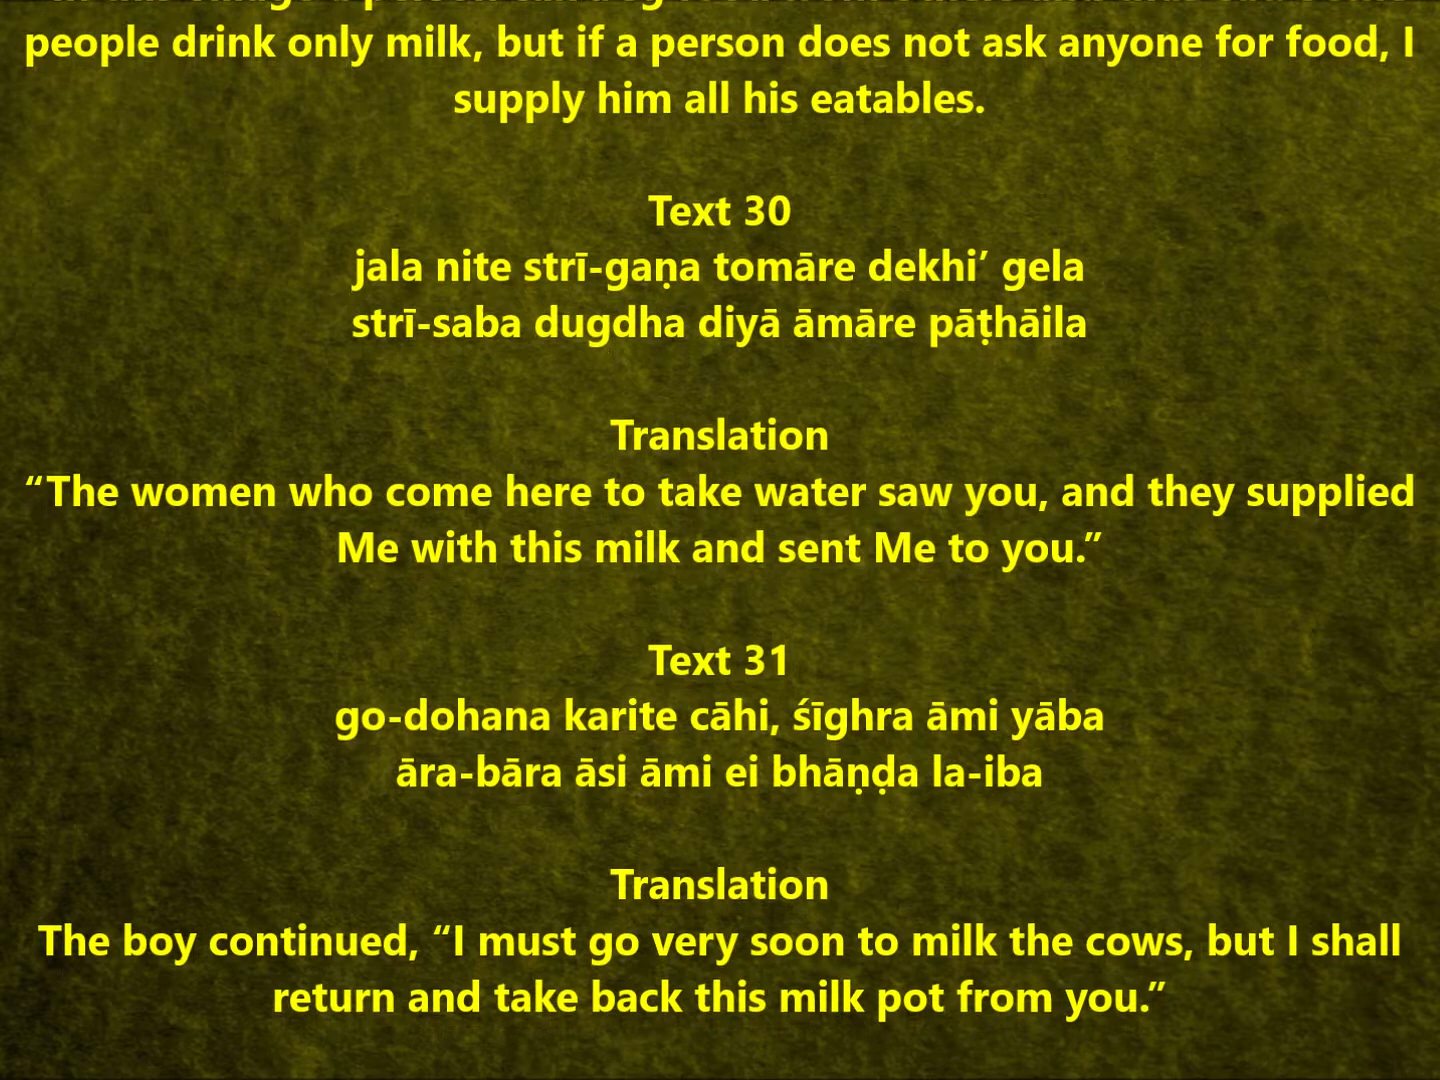 people drink only milk, but if a person does not ask anyone for food, I
supply him all his eatables.
Text 30
jala nite strī-gaṇa tomāre dekhi’ gela
strī-saba dugdha diyā āmāre pāṭhāila
Translation
“The women who come here to take water saw you, and they supplied
Me with this milk and sent Me to you.”
Text 31
go-dohana karite cāhi, śīghra āmi yāba
āra-bāra āsi āmi ei bhāṇḍa la-iba
Translation
The boy continued, “I must go very soon to milk the cows, but I shall
return and take back this milk pot from you.”